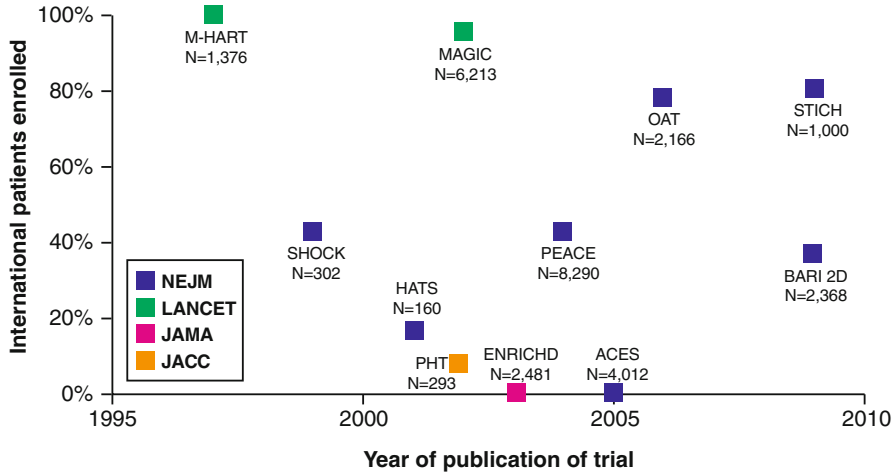 International patients enrolled
100%
80%
60%
40%
20%
0%
M-HART
N=1,376
MAGIC
N=6,213
OAT
N=2,166
STICH
N=1,000
SHOCK
N=302
PEACE
N=8,290
BARI 2D
N=2,368
HATS
N=160
PHT
N=293
ENRICHD
N=2,481
ACES
N=4,012
NEJM
LANCET
JAMA
JACC
1995
2000
2005
2010
Year of publication of trial